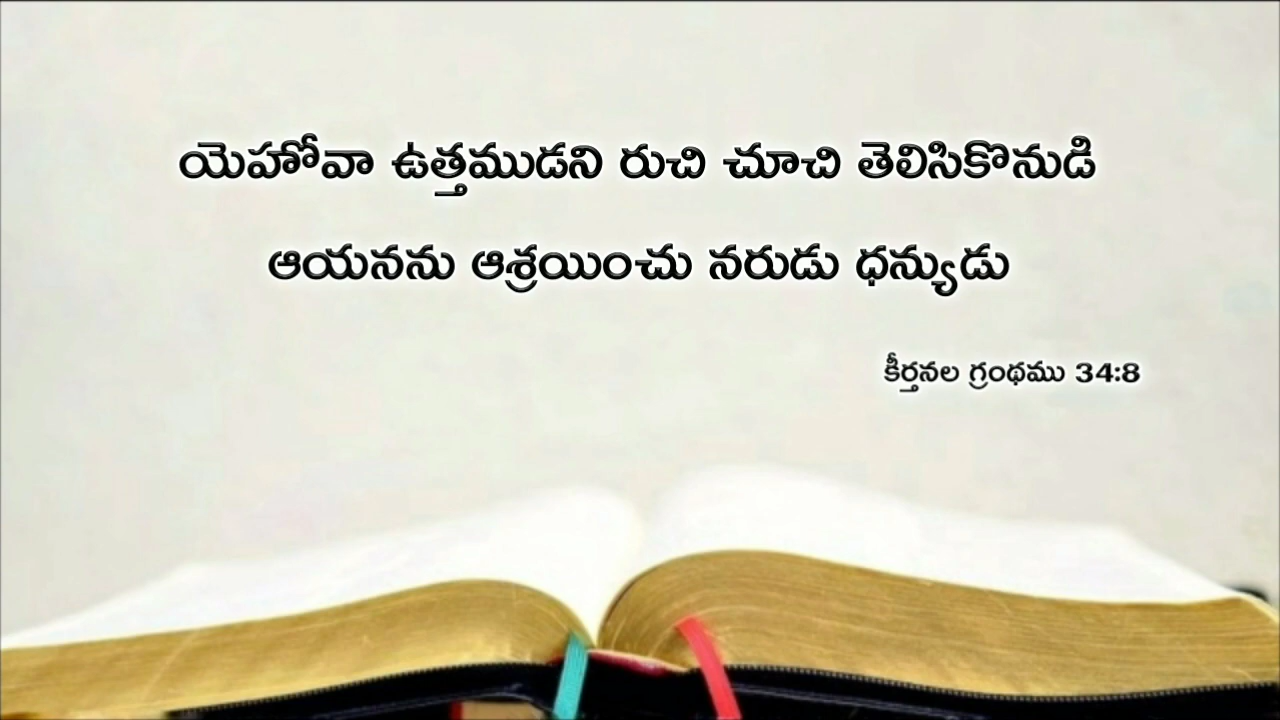 యెహోవా ఉత్తముడని రుచి చూచి తెలిసికొనుడి
ఆయనను ఆశ్రయించు నరుడు ధన్యుడు
కీర్తనల గ్రంథము 34:8